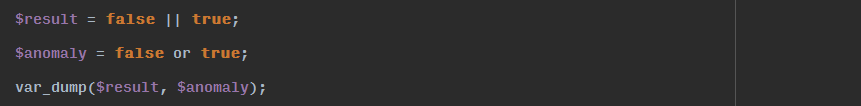 $result = false || true;
$anomaly = false or true;
var_dump($result, $anomaly);